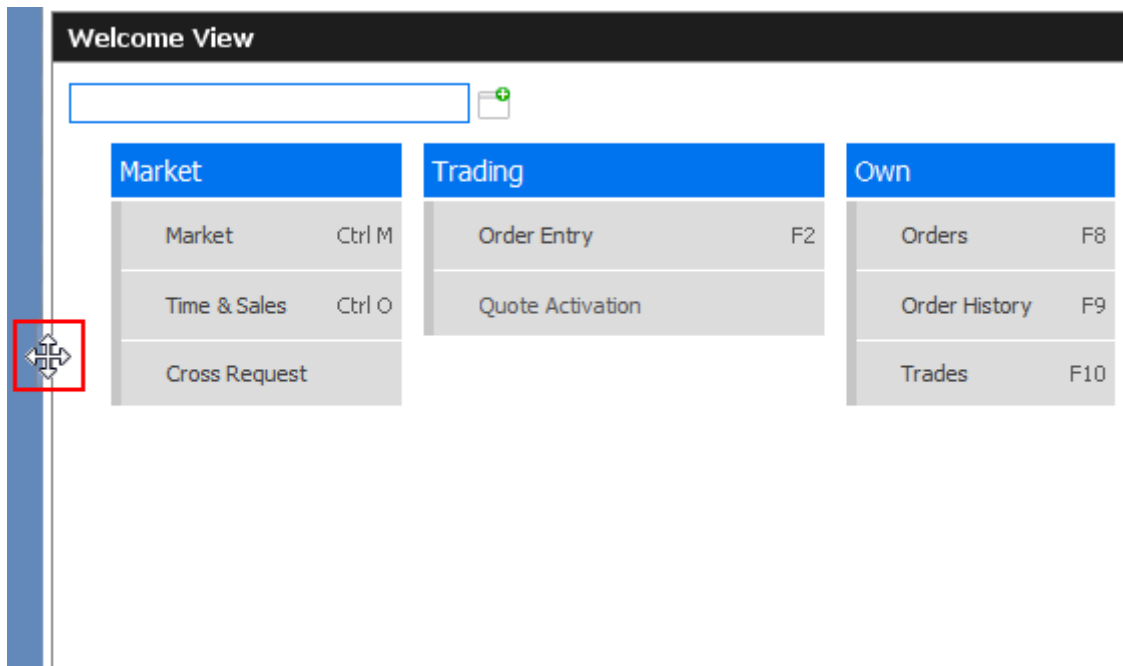 Welcome View
Market Trading Own
Market Ctrl M Order Entry F2 Orders F8
Time & Sales Ctrl O Quote Activation Order History F9
Cross Request Trades F10